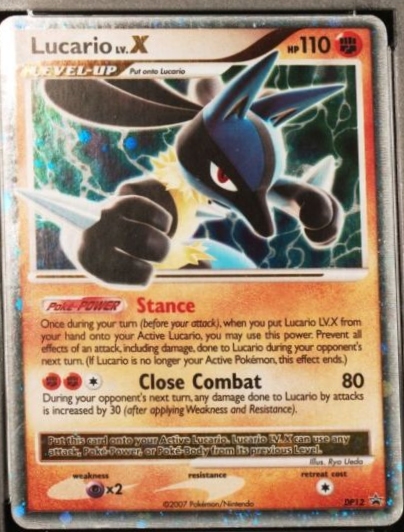 Lucario LV.X HP110
LEVEL-UP Put onto Lucario
Poké-POWER Stance
Once during your turn (before your attack), when you put Lucario LV.X from
your hand onto your Active Lucario, you may use this power. Prevent all
effects of an attack, including damage, done to Lucario during your opponent's
next turn. (If Lucario is no longer your Active Pokémon, this effect ends.)
Close Combat 80
During your opponent's next turn, any damage done to Lucario by attacks
is increased by 30 (after applying Weakness and Resistance).
Put this card onto your Active Lucario. Lucario LV.X can use any
attack, Poké-Power, or Poké-Body from its previous Level.
Illus. Ryo Ueda
weakness resistance retreat cost
x2
©2007 Pokémon/Nintendo DP12